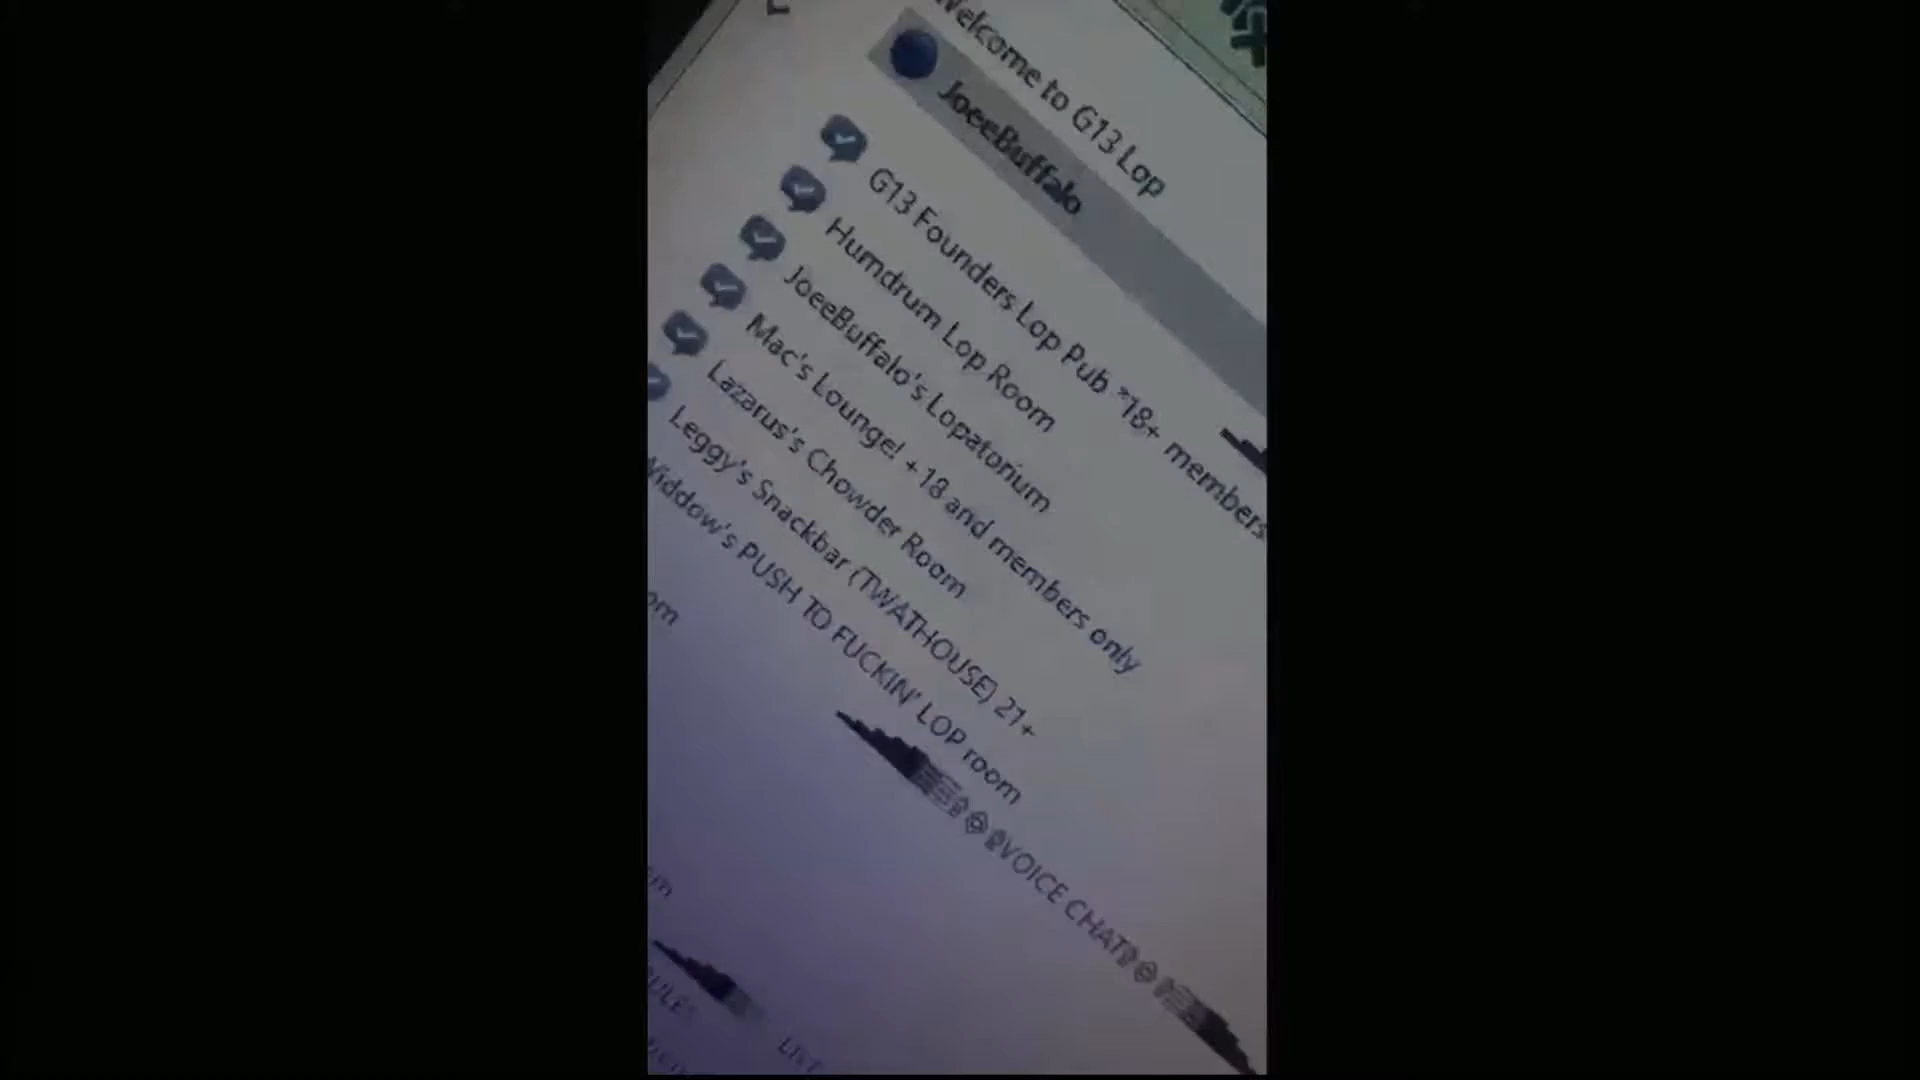 Welcome to G13 Lop
JoeeBuffalo
G13 Founders Lop Pub *18+ members
Humdrum Lop Room
JoeeBuffalo's Lopatorium
Mac's Lounge! +18 and members only
Lazarus's Chowder Room
Leggy's Snackbar (TWATHOUSE) 21+
Widdow's PUSH TO FUCKIN' LOP room
VOICE CHAT